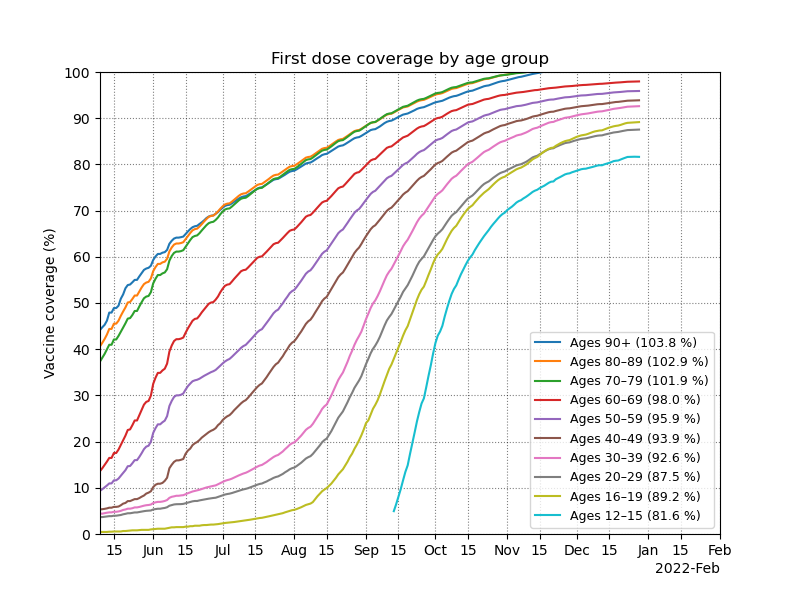 First dose coverage by age group
Vaccine coverage (%)
100
90
80
70
60
50
40
30
20
10
0
Ages 90+ (103.8 %)
Ages 80–89 (102.9 %)
Ages 70–79 (101.9 %)
Ages 60–69 (98.0 %)
Ages 50–59 (95.9 %)
Ages 40–49 (93.9 %)
Ages 30–39 (92.6 %)
Ages 20–29 (87.5 %)
Ages 16–19 (89.2 %)
Ages 12–15 (81.6 %)
15 Jun 15 Jul 15 Aug 15 Sep 15 Oct 15 Nov 15 Dec 15 Jan 15 Feb
2022-Feb